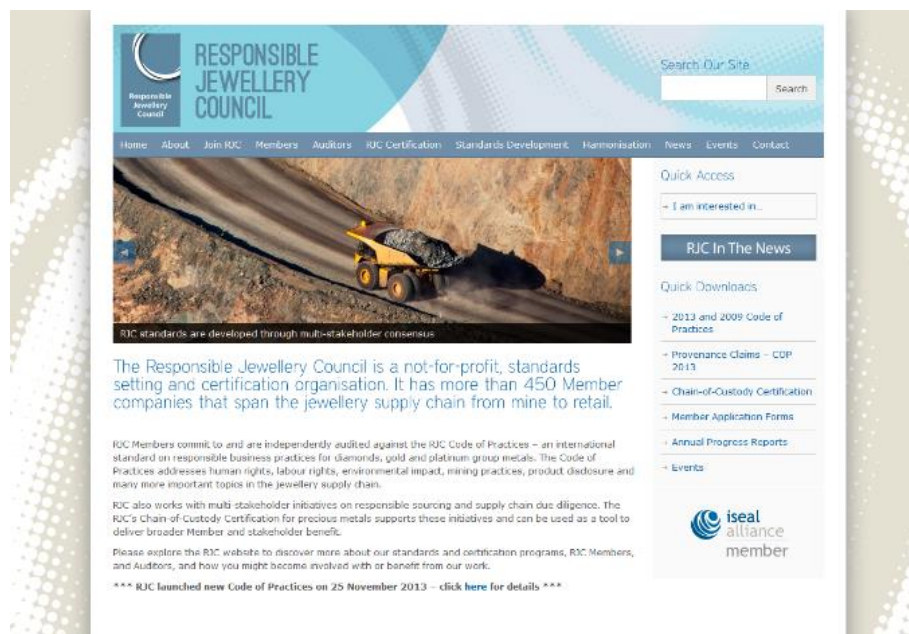 Responsible
Jewellery
Council
RESPONSIBLE
JEWELLERY
COUNCIL
Search Our Site
Search
Home About Join RJC Members Auditors RJC Certification Standards Development Harmonisation News Events Contact
RJC standards are developed through multi-stakeholder consensus
The Responsible Jewellery Council is a not-for-profit, standards
setting and certification organisation. It has more than 450 Member
companies that span the jewellery supply chain from mine to retail.
RJC Members commit to and are independently audited against the RJC Code of Practices – an international
standard on responsible business practices for diamonds, gold and platinum group metals. The Code of
Practices addresses human rights, labour rights, environmental impact, mining practices, product disclosure and
many more important topics in the jewellery supply chain.
RJC also works with multi-stakeholder initiatives on responsible sourcing and supply chain due diligence. The
RJC's Chain-of-Custody Certification for precious metals supports these initiatives and can be used as a tool to
deliver broader Member and stakeholder benefit.
Please explore the RJC website to discover more about our standards and certification programs, RJC Members,
and Auditors, and how you might become involved with or benefit from our work.
*** RJC launched new Code of Practices on 25 November 2013 – click here for details ***
Quick Access
→ I am interested in...
RJC In The News
Quick Downloads
→ 2013 and 2009 Code of
Practices
→ Provenance Claims – COP
2013
→ Chain-of-Custody Certification
→ Member Application Forms
→ Annual Progress Reports
→ Events
iseal
alliance
member